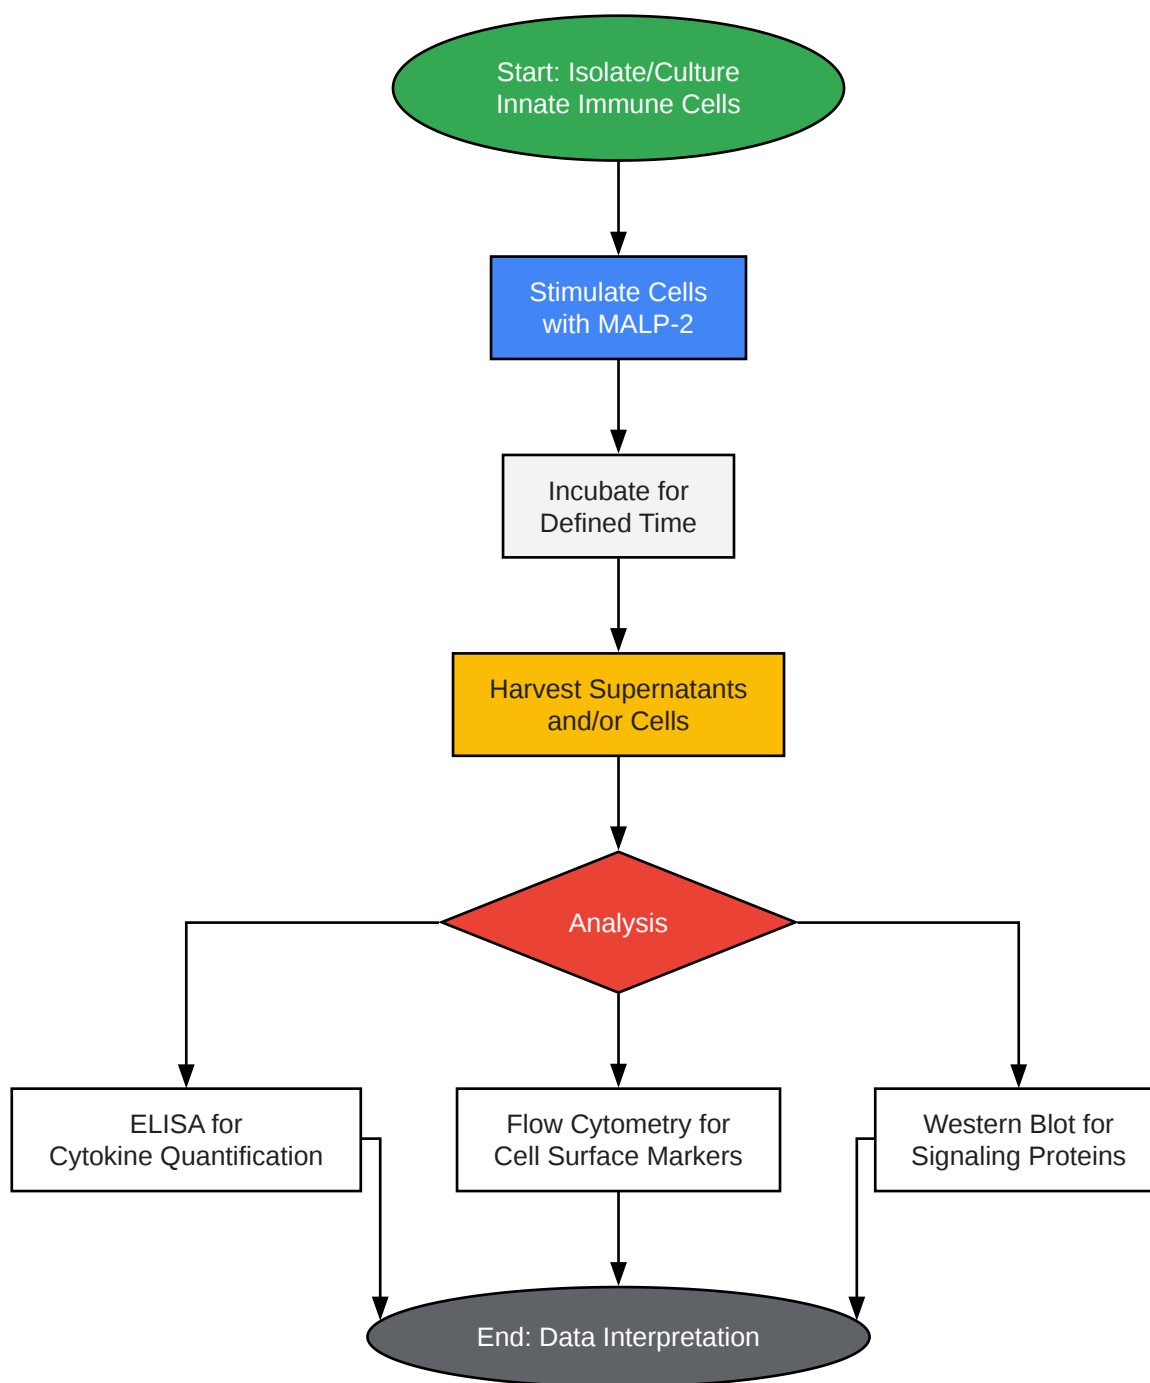 Start: Isolate/Culture
Innate Immune Cells
Stimulate Cells
with MALP-2
Incubate for
Defined Time
Harvest Supernatants
and/or Cells
Analysis
ELISA for
Cytokine Quantification
Flow Cytometry for
Cell Surface Markers
Western Blot for
Signaling Proteins
End: Data Interpretation